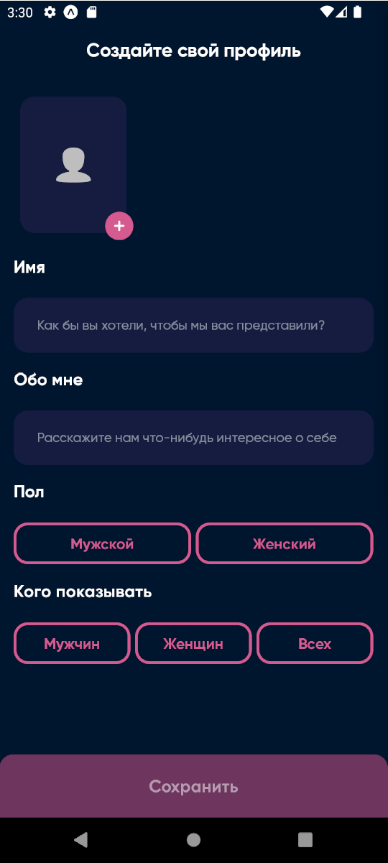 3:30
Создайте свой профиль
Имя
Как бы вы хотели, чтобы мы вас представили?
Обо мне
Расскажите нам что-нибудь интересное о себе
Пол
Мужской Женский
Кого показывать
Мужчин Женщин Всех
Сохранить